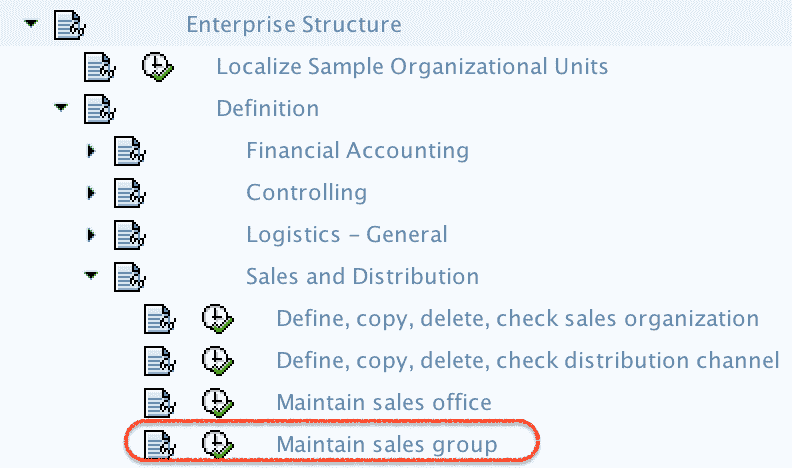 Enterprise Structure
Localize Sample Organizational Units
Definition
Financial Accounting
Controlling
Logistics - General
Sales and Distribution
Define, copy, delete, check sales organization
Define, copy, delete, check distribution channel
Maintain sales office
Maintain sales group